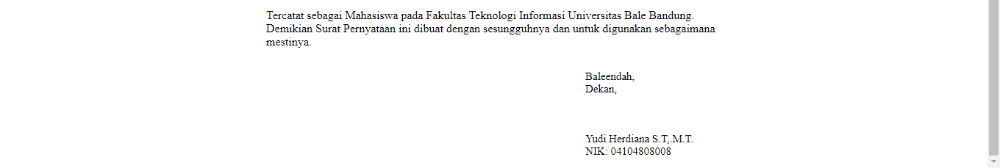 Tercatat sebagai Mahasiswa pada Fakultas Teknologi Informasi Universitas Bale Bandung.
Demikian Surat Pernyataan ini dibuat dengan sesungguhnya dan untuk digunakan sebagaimana
mestinya.
Baleendah,
Dekan,
Yudi Herdiana S.T,.M.T.
NIK: 04104808008